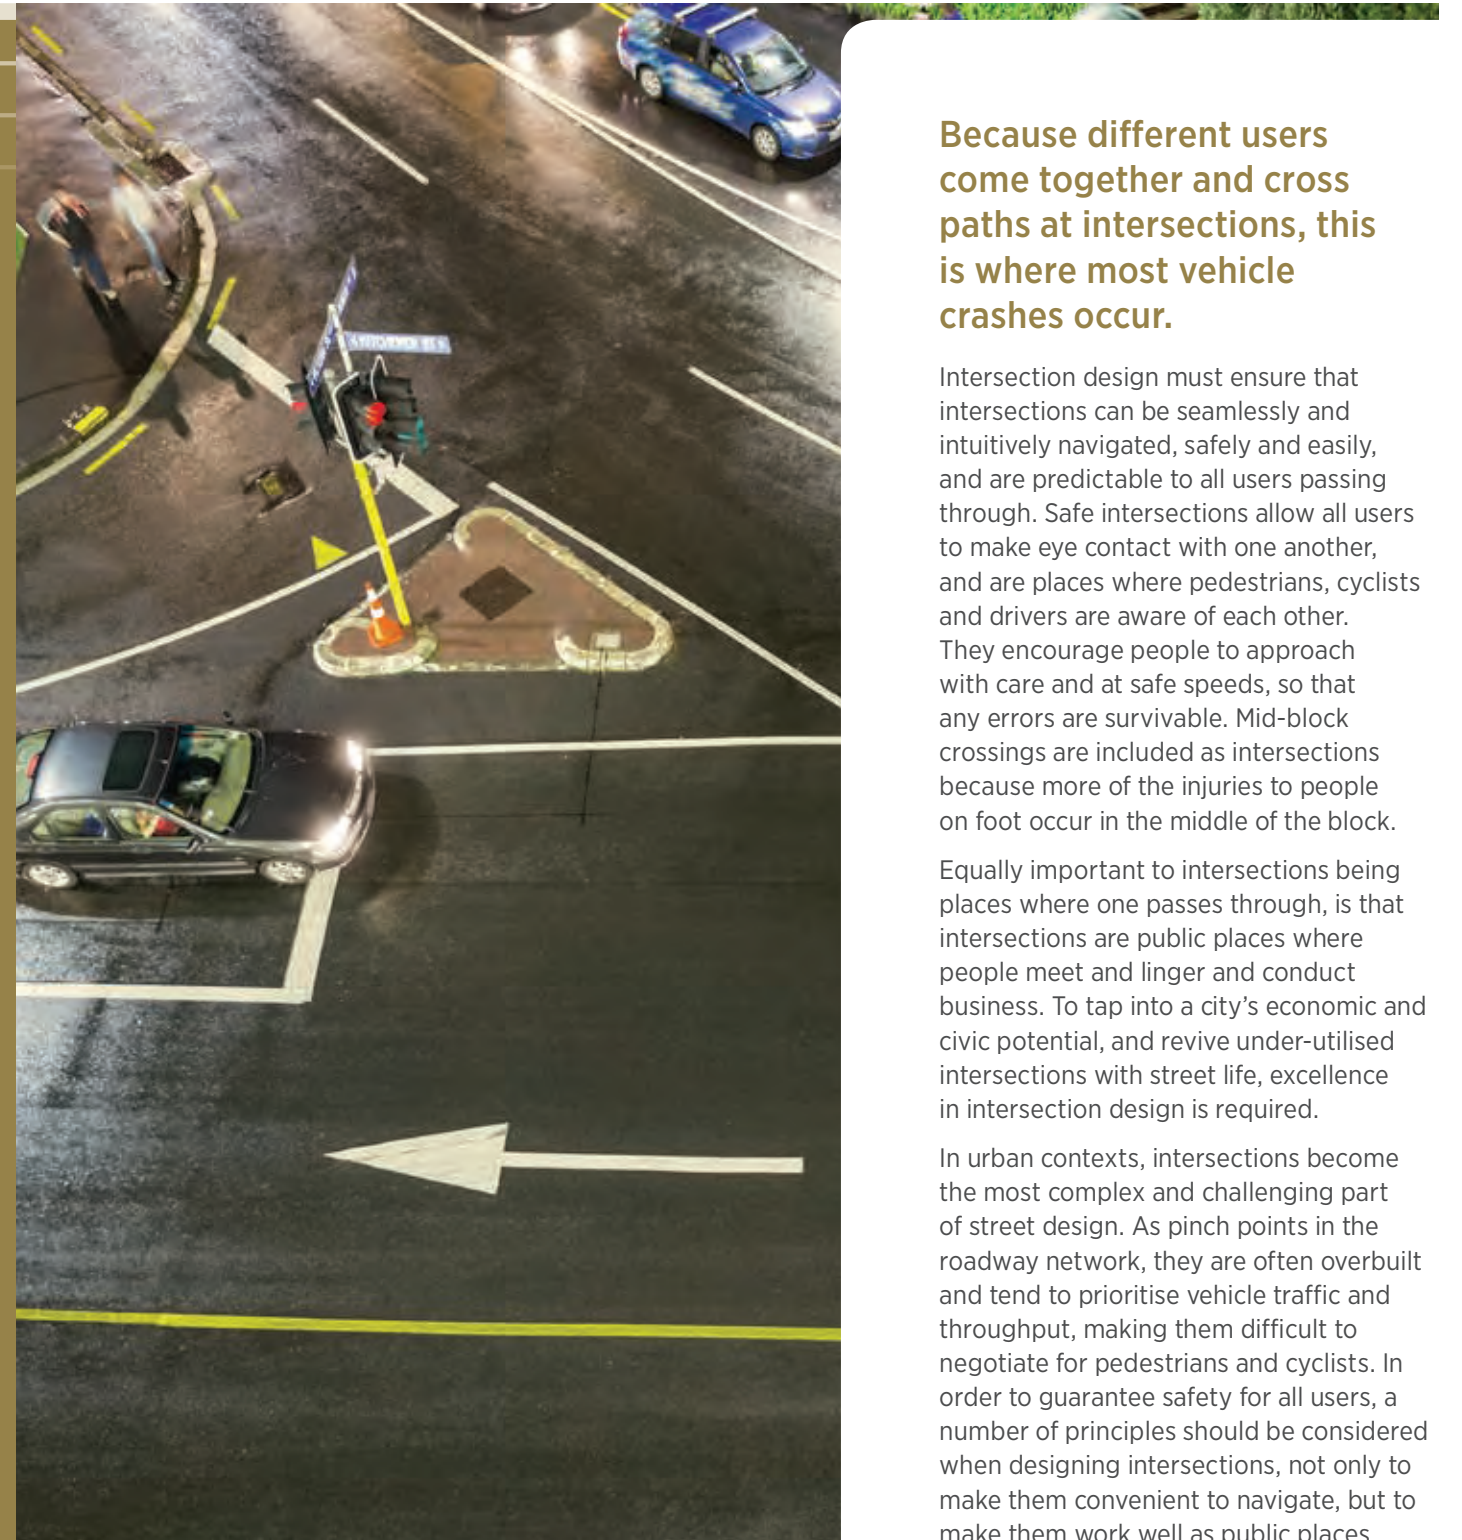 Because different users
come together and cross
paths at intersections, this
is where most vehicle
crashes occur.
Intersection design must ensure that
intersections can be seamlessly and
intuitively navigated, safely and easily,
and are predictable to all users passing
through. Safe intersections allow all users
to make eye contact with one another,
and are places where pedestrians, cyclists
and drivers are aware of each other.
They encourage people to approach
with care and at safe speeds, so that
any errors are survivable. Mid-block
crossings are included as intersections
because more of the injuries to people
on foot occur in the middle of the block.
Equally important to intersections being
places where one passes through, is that
intersections are public places where
people meet and linger and conduct
business. To tap into a city’s economic and
civic potential, and revive under-utilised
intersections with street life, excellence
in intersection design is required.
In urban contexts, intersections become
the most complex and challenging part
of street design. As pinch points in the
roadway network, they are often overbuilt
and tend to prioritise vehicle traffic and
throughput, making them difficult to
negotiate for pedestrians and cyclists. In
order to guarantee safety for all users, a
number of principles should be considered
when designing intersections, not only to
make them convenient to navigate, but to
make them work well as public places